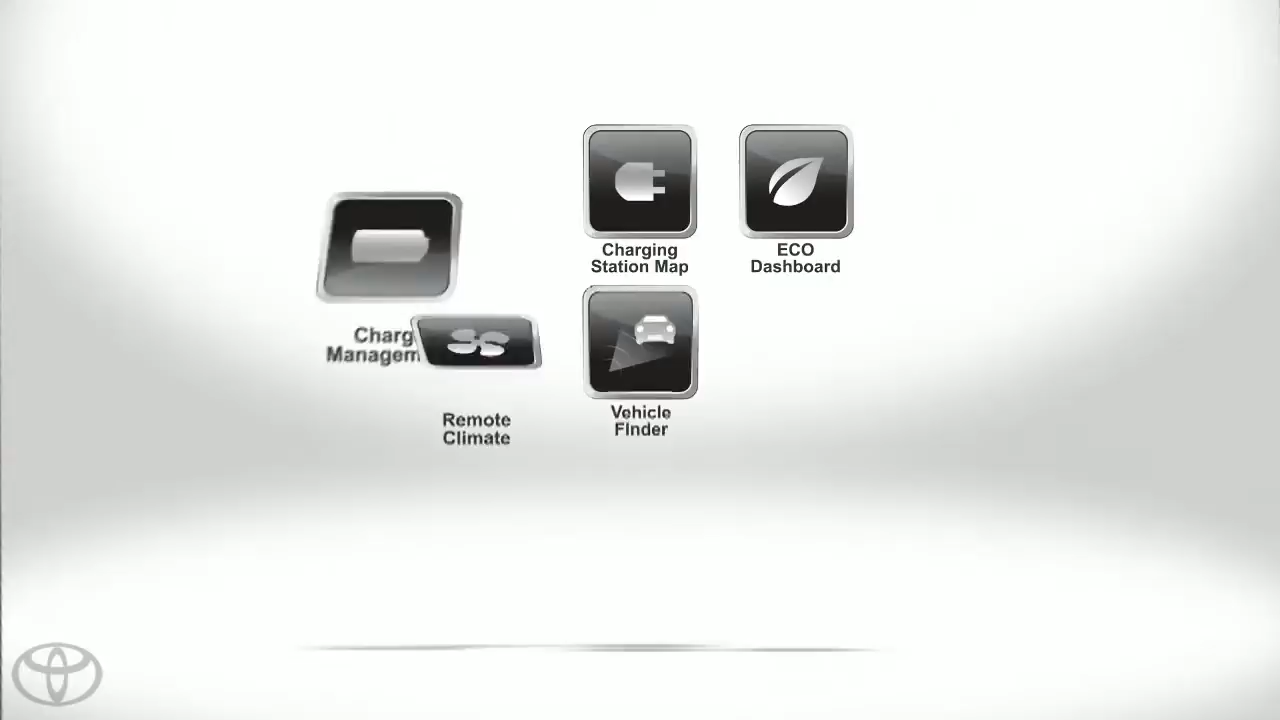 Charging
Station Map
ECO
Dashboard
Charg
Managem
Vehicle
FInder
Remote
Climate